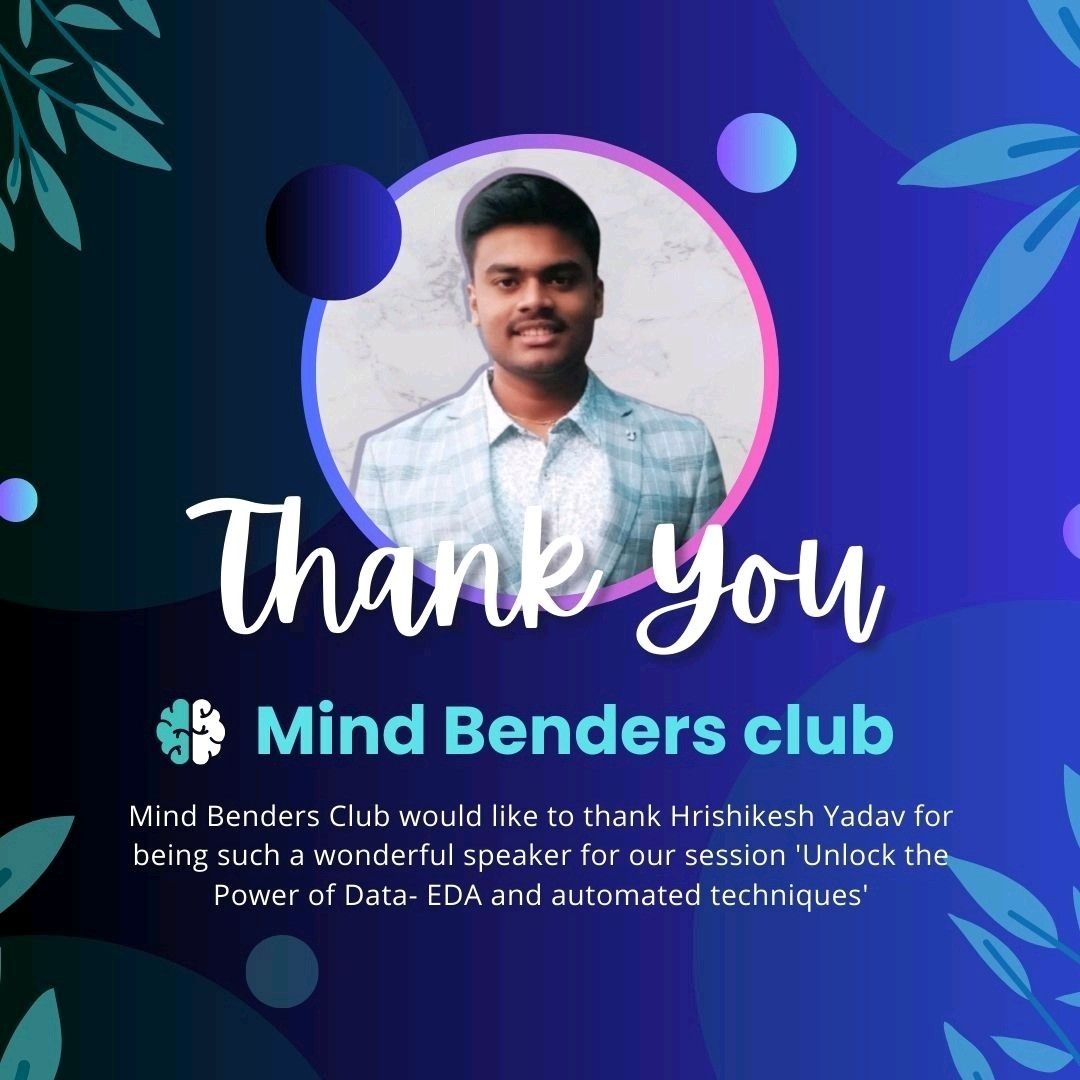 Thank You
Mind Benders club
Mind Benders Club would like to thank Hrishikesh Yadav for
being such a wonderful speaker for our session 'Unlock the
Power of Data- EDA and automated techniques'